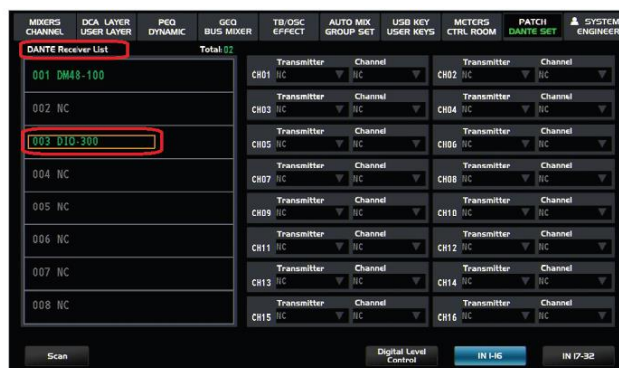 MIXERS DCA LAYER PEQ GEQ TB/OSC AUTO MIX USB KEY METERS PATCH SYSTEM
CHANNEL USER LAYER DYNAMIC BUS MIXER EFFECT GROUP SET USER KEYS CTRL ROOM DANTE SET ENGINEER
DANTE Receiver List Total:02
001 DM48-100
002 NC
003 DIO-300
004 NC
005 NC
006 NC
007 NC
008 NC
Transmitter Channel Transmitter Channel
CH01 NC NC CH02 NC NC
Transmitter Channel Transmitter Channel
CH03 NC NC CH04 NC NC
Transmitter Channel Transmitter Channel
CH05 NC NC CH06 NC NC
Transmitter Channel Transmitter Channel
CH07 NC NC CH08 NC NC
Transmitter Channel Transmitter Channel
CH09 NC NC CH10 NC NC
Transmitter Channel Transmitter Channel
CH11 NC NC CH12 NC NC
Transmitter Channel Transmitter Channel
CH13 NC NC CH14 NC NC
Transmitter Channel Transmitter Channel
CH15 NC NC CH16 NC NC
Scan Digital Level Control IN 1-16 IN 17-32